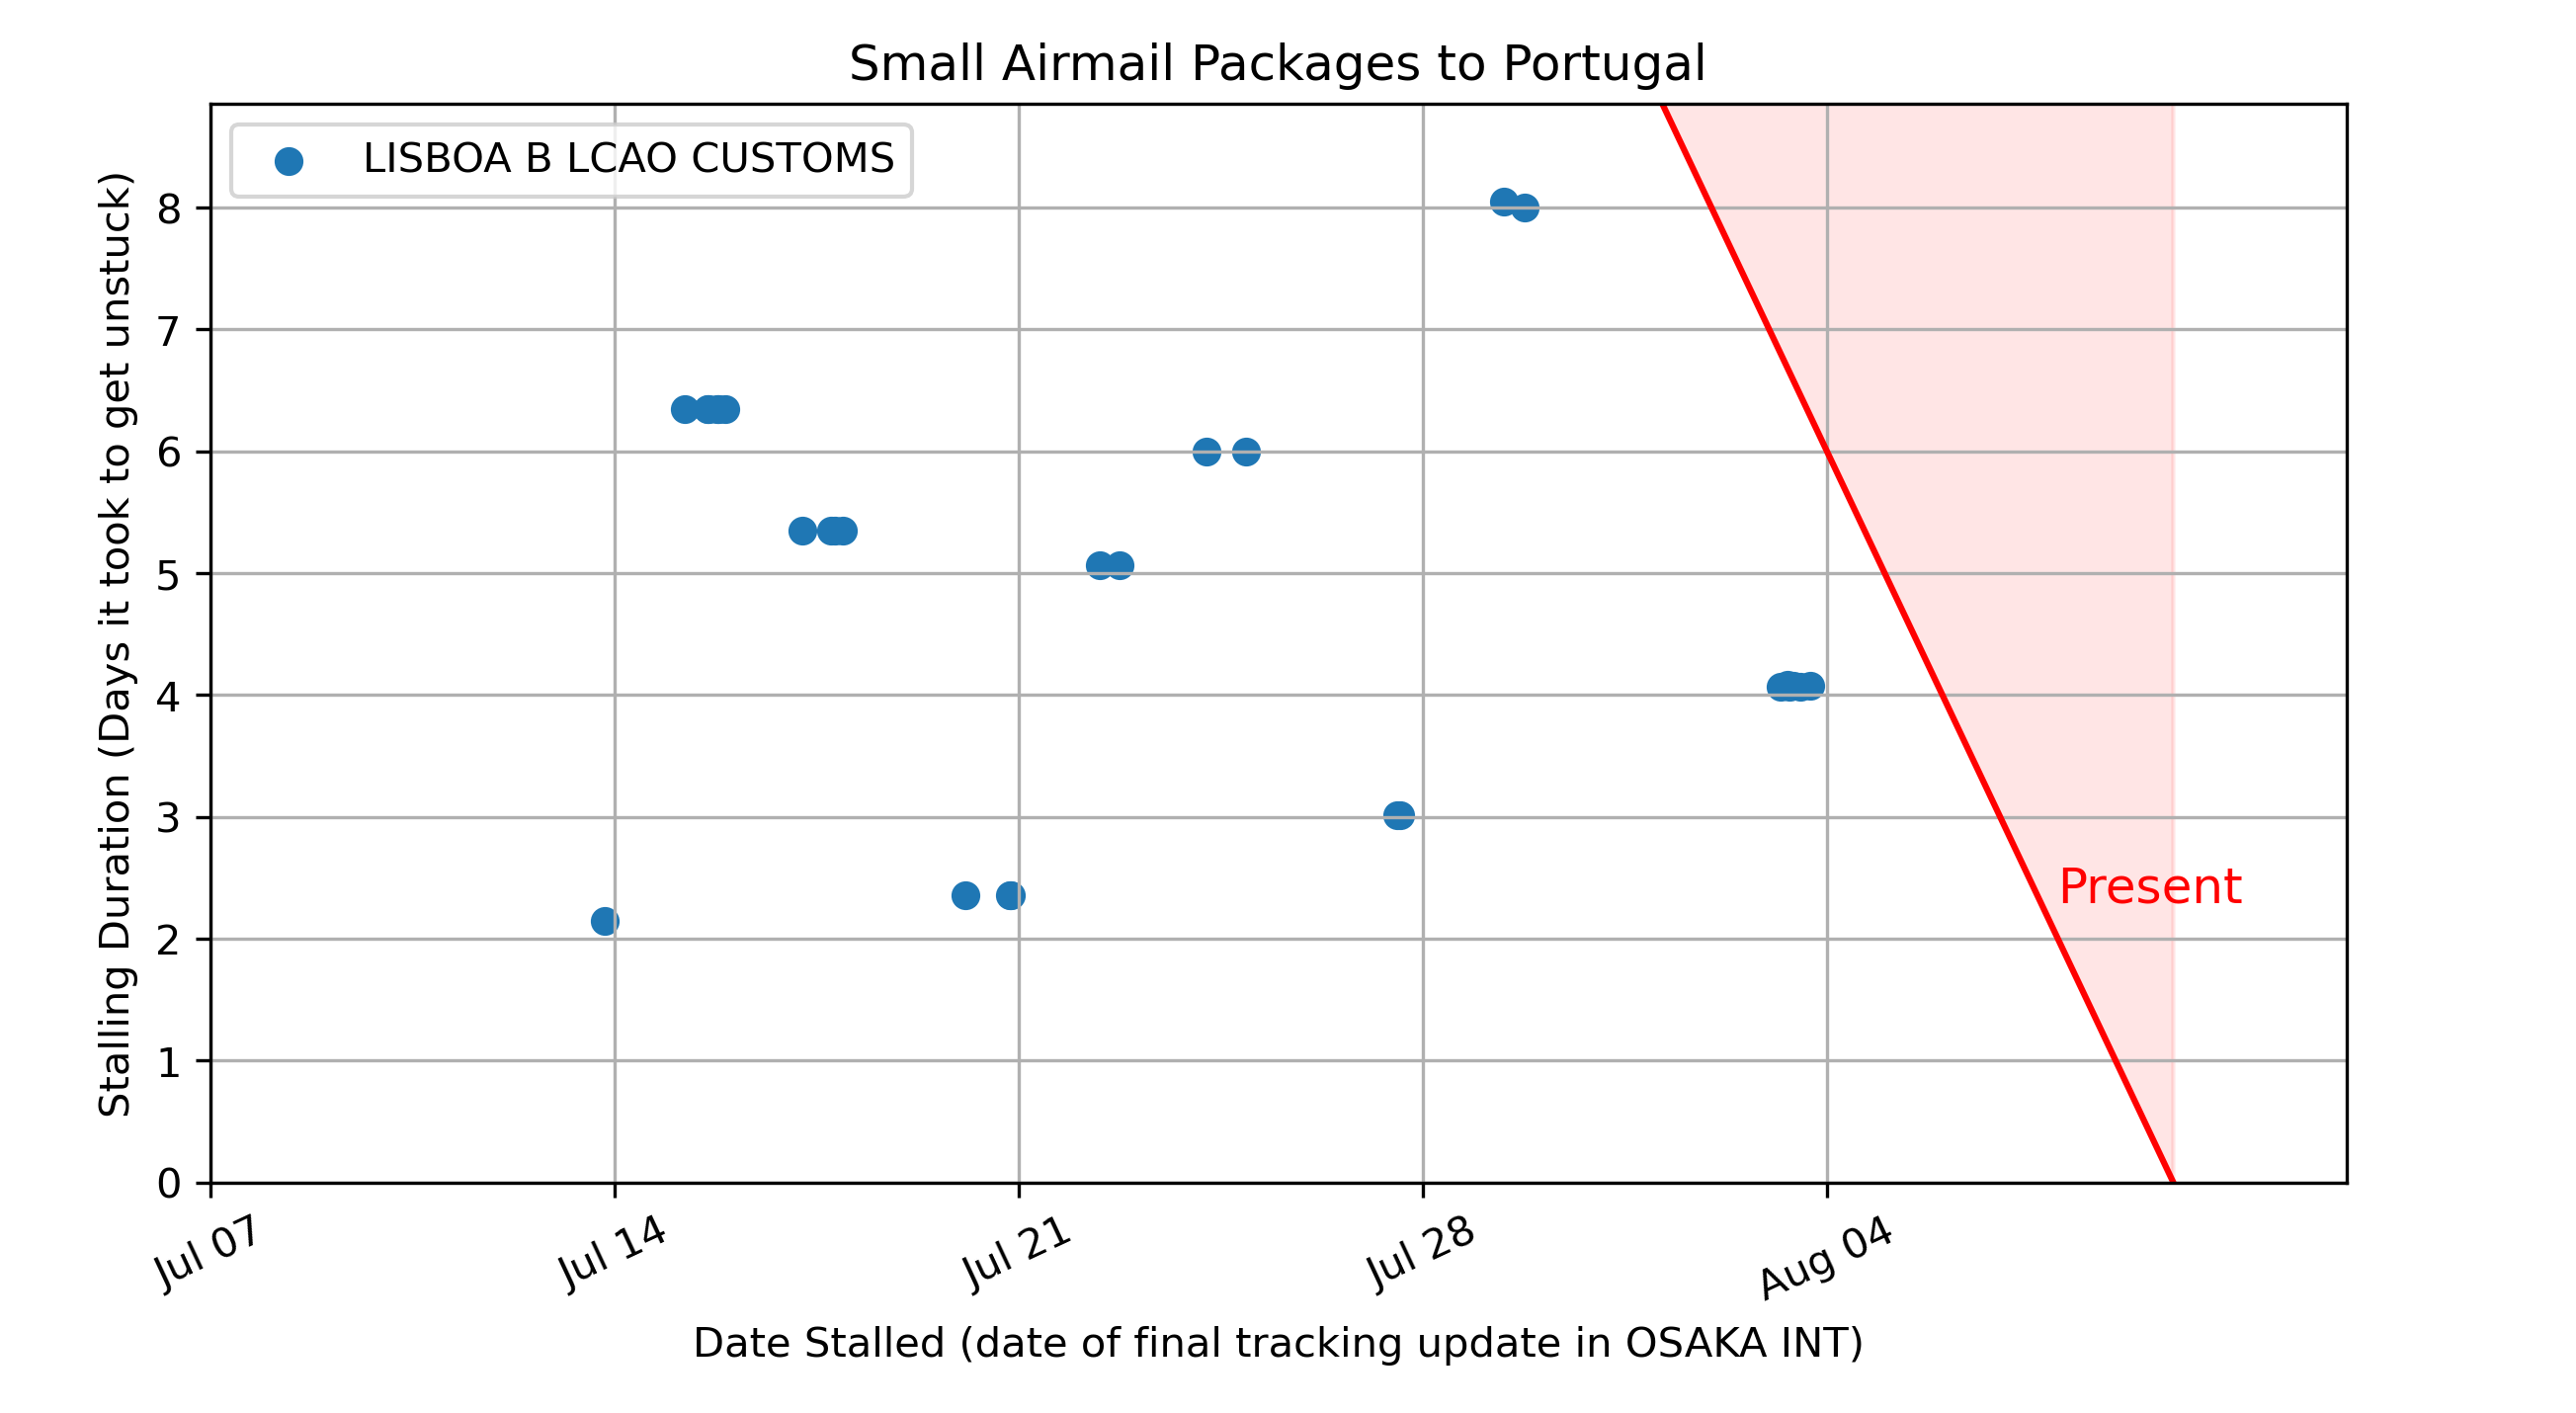 Small Airmail Packages to Portugal
LISBOA B LCAO CUSTOMS
Stalling Duration (Days it took to get unstuck)
8
7
6
5
4
3
2
1
0
Present
Jul 07
Jul 14
Jul 21
Jul 28
Aug 04
Date Stalled (date of final tracking update in OSAKA INT)